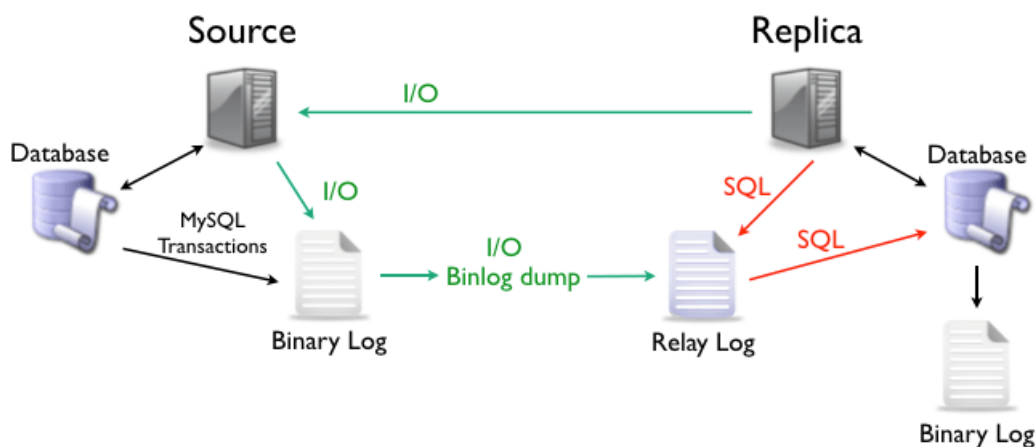 Source
Replica
I/O
Database
Database
I/O
SQL
MySQL
Transactions
I/O
Binlog dump
SQL
Binary Log
Relay Log
Binary Log